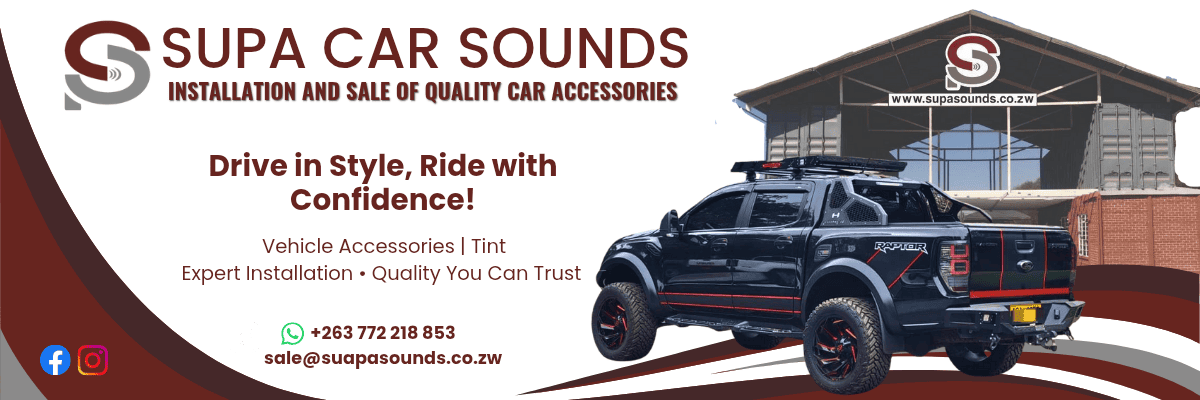 SUPA CAR SOUNDS
INSTALLATION AND SALE OF QUALITY CAR ACCESSORIES
Drive in Style, Ride with
Confidence!
Vehicle Accessories | Tint
Expert Installation • Quality You Can Trust
+263 772 218 853
sale@suapasounds.co.zw
www.supasounds.co.zw
RAPTOR